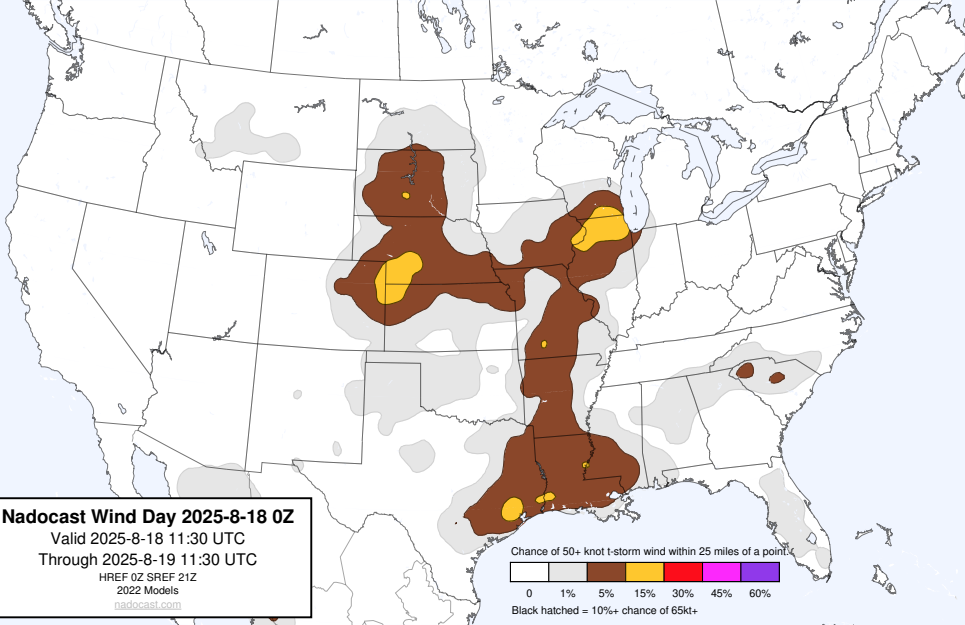 Nadocast Wind Day 2025-8-18 0Z
Valid 2025-8-18 11:30 UTC
Through 2025-8-19 11:30 UTC
HREF 0Z SREF 21Z
2022 Models
nadocast.com
Chance of 50+ knot t-storm wind within 25 miles of a point.
0 1% 5% 15% 30% 45% 60%
Black hatched = 10%+ chance of 65kt+